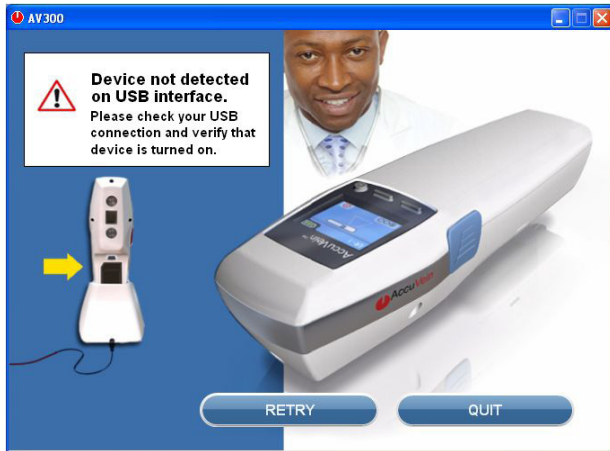 AV300
Device not detected
on USB interface.
Please check your USB
connection and verify that
device is turned on.
AccuVein™
AccuVein
RETRY
QUIT